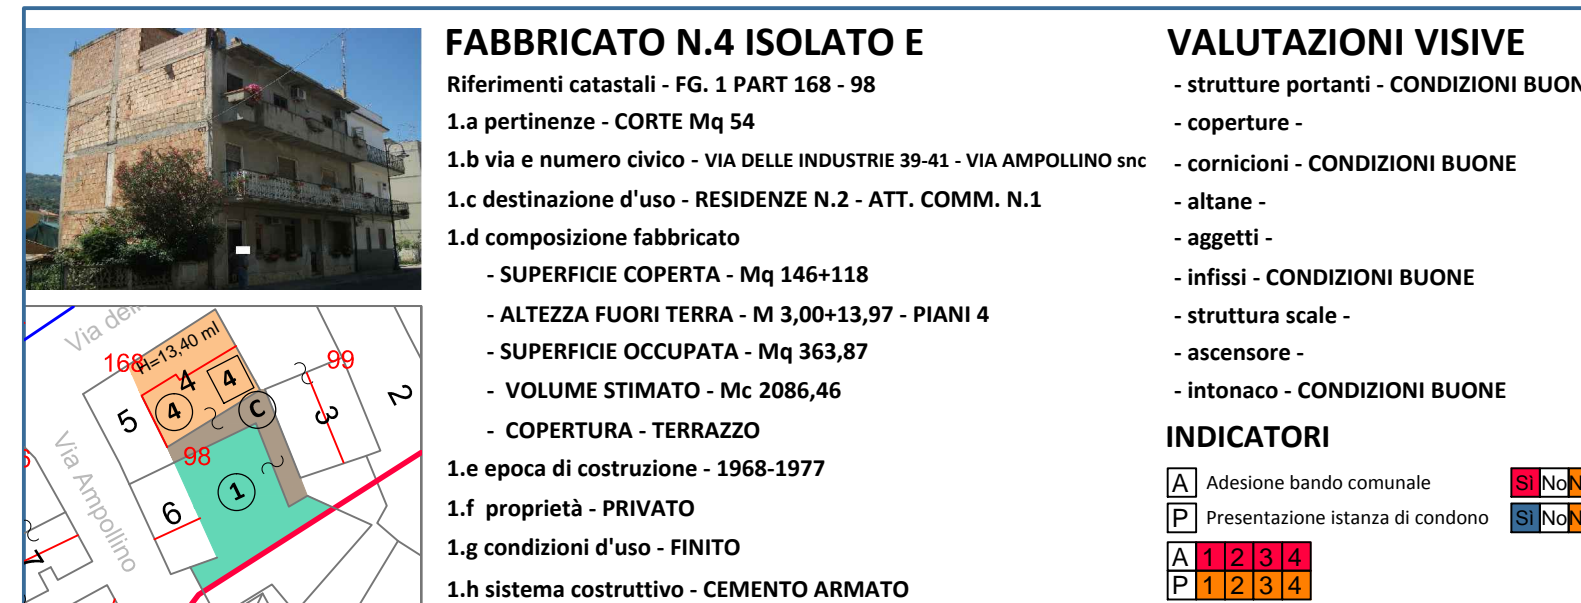 FABBRICATO N.4 ISOLATO E
Riferimenti catastali - FG. 1 PART 168 - 98
1.a pertinenze - CORTE Mq 54
1.b via e numero civico - VIA DELLE INDUSTRIE 39-41 - VIA AMPOLLINO snc
1.c destinazione d'uso - RESIDENZE N.2 - ATT. COMM. N.1
1.d composizione fabbricato
- SUPERFICIE COPERTA - Mq 146+118
- ALTEZZA FUORI TERRA - M 3,00+13,97 - PIANI 4
- SUPERFICIE OCCUPATA - Mq 363,87
- VOLUME STIMATO - Mc 2086,46
- COPERTURA - TERRAZZO
1.e epoca di costruzione - 1968-1977
1.f proprietà - PRIVATO
1.g condizioni d'uso - FINITO
1.h sistema costruttivo - CEMENTO ARMATO
VALUTAZIONI VISIVE
- strutture portanti - CONDIZIONI BUON
- coperture -
- cornicioni - CONDIZIONI BUONE
- altane -
- aggetti -
- infissi - CONDIZIONI BUONE
- struttura scale -
- ascensore -
- intonaco - CONDIZIONI BUONE
INDICATORI
A Adesione bando comunale Sì No N
P Presentazione istanza di condono Sì No N
A 1 2 3 4
P 1 2 3 4
Via del
H=13,40 ml
168
99
4
4
4
C
5
3
2
98
1
6
7
Via Ampollino